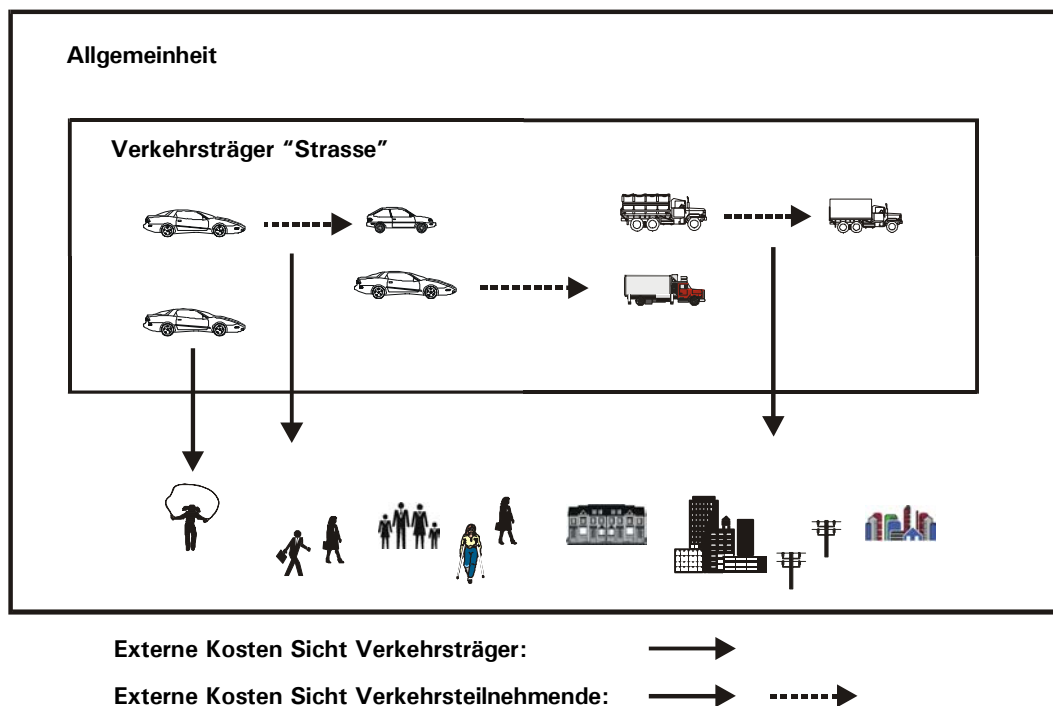 Allgemeinheit
Verkehrsträger “Strasse”
Externe Kosten Sicht Verkehrsträger:
Externe Kosten Sicht Verkehrsteilnehmende: